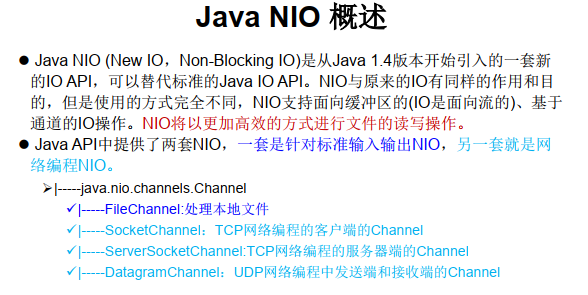 Java NIO 概述
● Java NIO (New IO，Non-Blocking IO)是从Java 1.4版本开始引入的一套新
的IO API，可以替代标准的Java IO API。NIO与原来的IO有同样的作用和目
的，但是使用的方式完全不同，NIO支持面向缓冲区的(IO是面向流的)、基于
通道的IO操作。NIO将以更加高效的方式进行文件的读写操作。
● Java API中提供了两套NIO，一套是针对标准输入输出NIO，另一套就是网
络编程NIO。
➢|-----java.nio.channels.Channel
✓|-----FileChannel:处理本地文件
✓|-----SocketChannel：TCP网络编程的客户端的Channel
✓|-----ServerSocketChannel:TCP网络编程的服务器端的Channel
✓|-----DatagramChannel：UDP网络编程中发送端和接收端的Channel